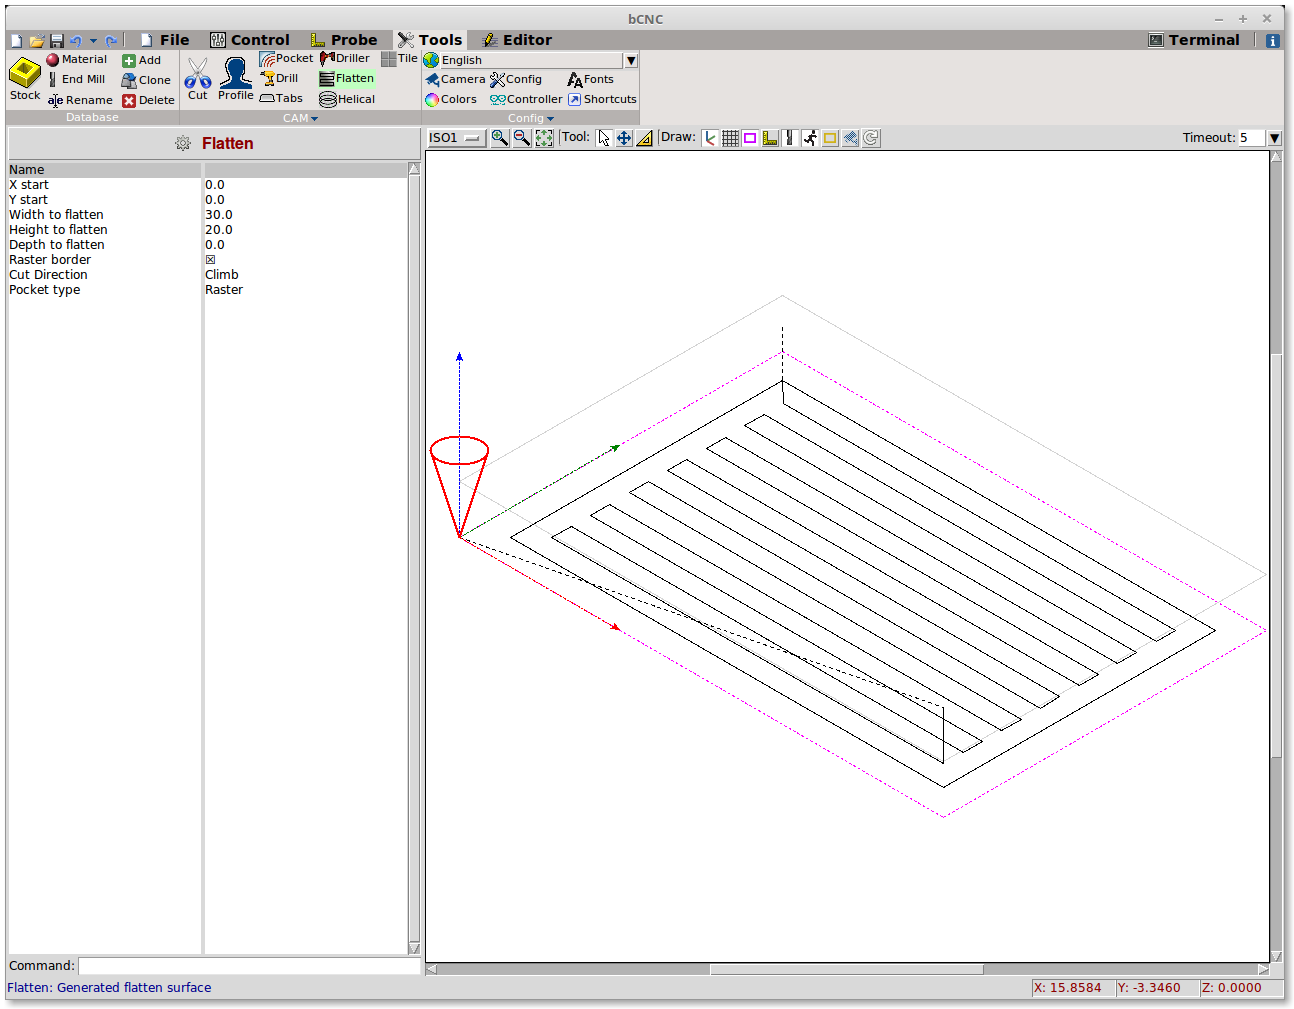 bCNC
File Control Probe Tools Editor Terminal
Stock Material Add Cut Profile Pocket Driller Tile English
End Mill Clone Drill Flatten Camera Config Fonts
Rename Delete Tabs Helical Colors Controller Shortcuts
Database CAM Config
Flatten
ISO1 Tool: Draw: Timeout: 5
Name
X start 0.0
Y start 0.0
Width to flatten 30.0
Height to flatten 20.0
Depth to flatten 0.0
Raster border
Cut Direction Climb
Pocket type Raster
Command:
Flatten: Generated flatten surface X: 15.8584 Y: -3.3460 Z: 0.0000